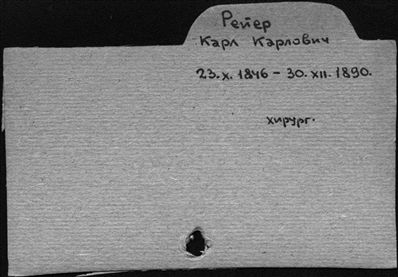 Рейер
Карл Карлович
23.X.1846 – 30.XII.1890.
хирург.